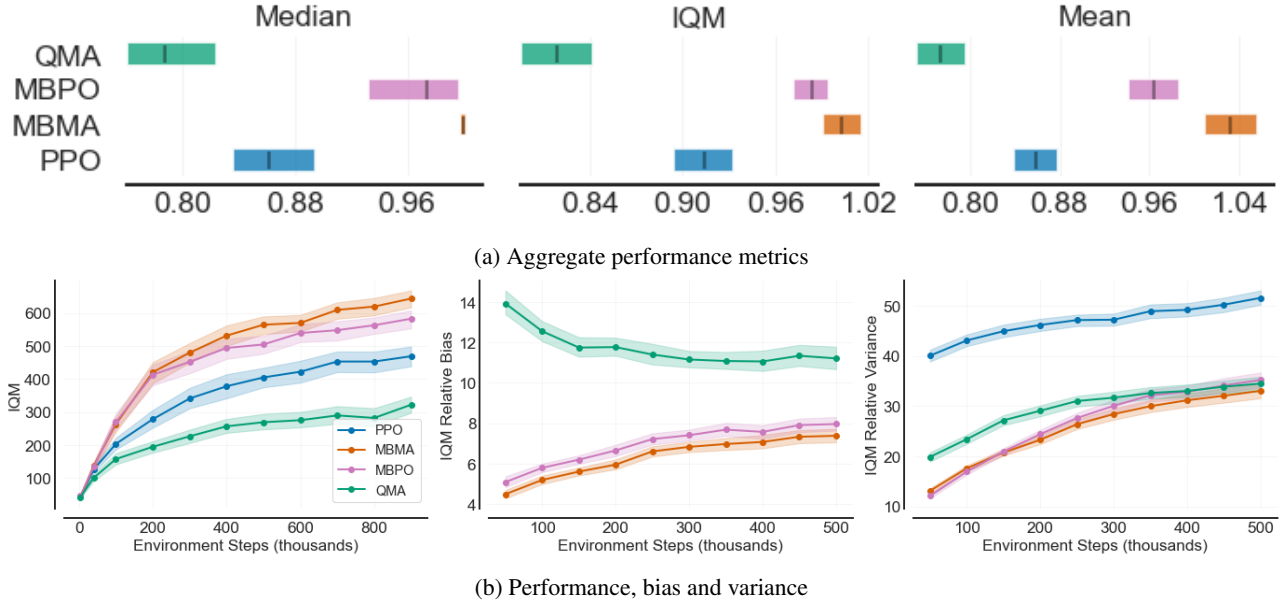 Median
IQM
Mean
QMA
MBPO
MBMA
PPO
0.80 0.88 0.96
0.84 0.90 0.96 1.02
0.80 0.88 0.96 1.04
(a) Aggregate performance metrics
IQM
600
500
400
300
200
100
0 200 400 600 800
Environment Steps (thousands)
PPO
MBMA
MBPO
QMA
IQM Relative Bias
14
12
10
8
6
4
100 200 300 400 500
Environment Steps (thousands)
IQM Relative Variance
50
40
30
20
10
100 200 300 400 500
Environment Steps (thousands)
(b) Performance, bias and variance